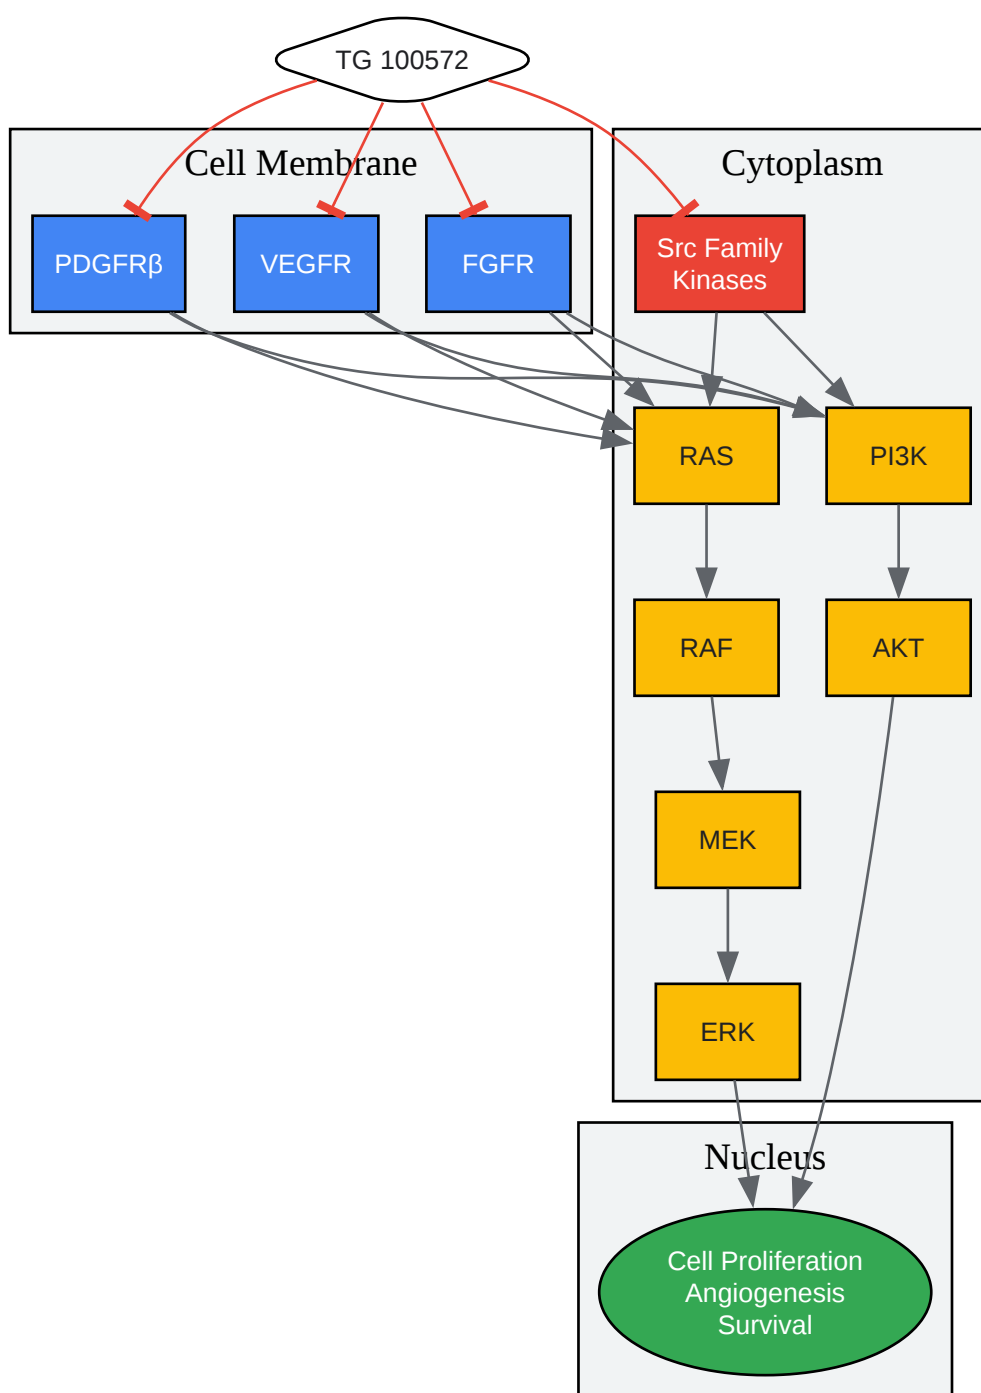 TG 100572
Cell Membrane
Cytoplasm
PDGFRβ
VEGFR
FGFR
Src Family
Kinases
RAS
PI3K
RAF
AKT
MEK
ERK
Nucleus
Cell Proliferation
Angiogenesis
Survival